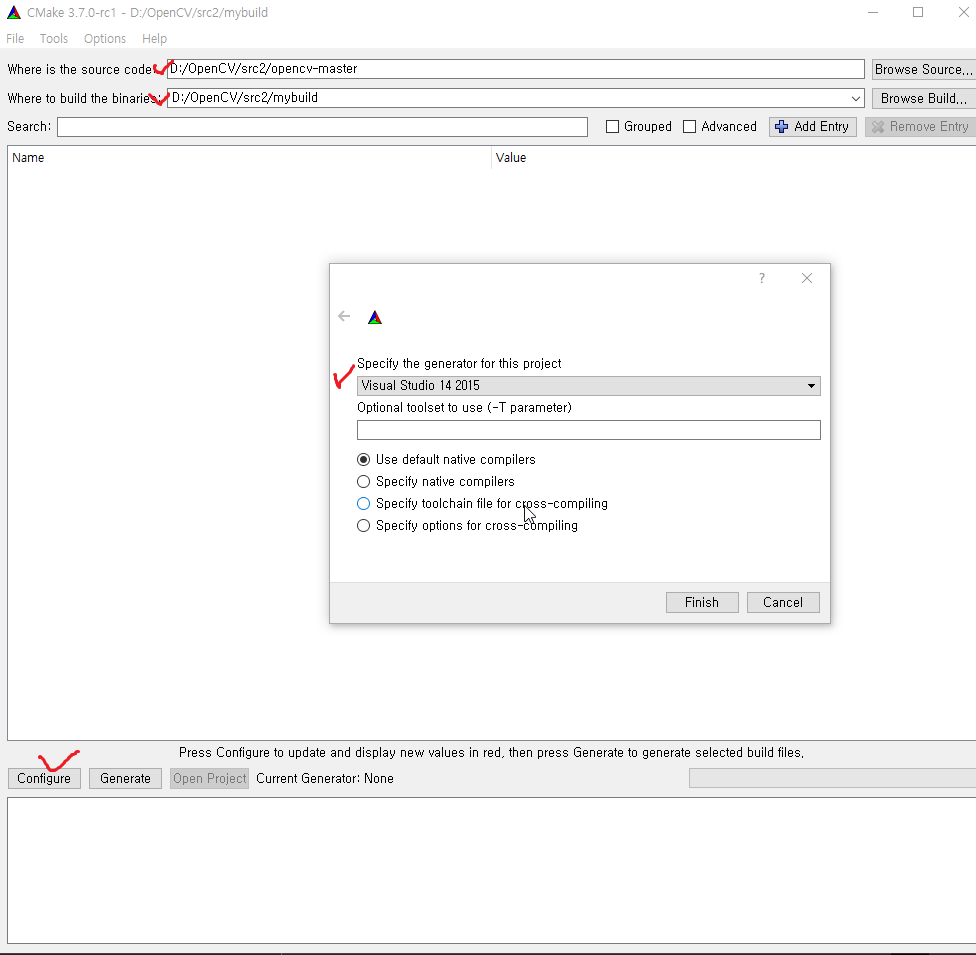 CMake 3.7.0-rc1 - D:/OpenCV/src2/mybuild
File Tools Options Help
Where is the source code: D:/OpenCV/src2/opencv-master Browse Source...
Where to build the binaries: D:/OpenCV/src2/mybuild Browse Build...
Search: Grouped Advanced Add Entry Remove Entry
Name Value
?
Specify the generator for this project
Visual Studio 14 2015
Optional toolset to use (-T parameter)
Use default native compilers
Specify native compilers
Specify toolchain file for cross-compiling
Specify options for cross-compiling
Finish Cancel
Press Configure to update and display new values in red, then press Generate to generate selected build files.
Configure Generate Open Project Current Generator: None